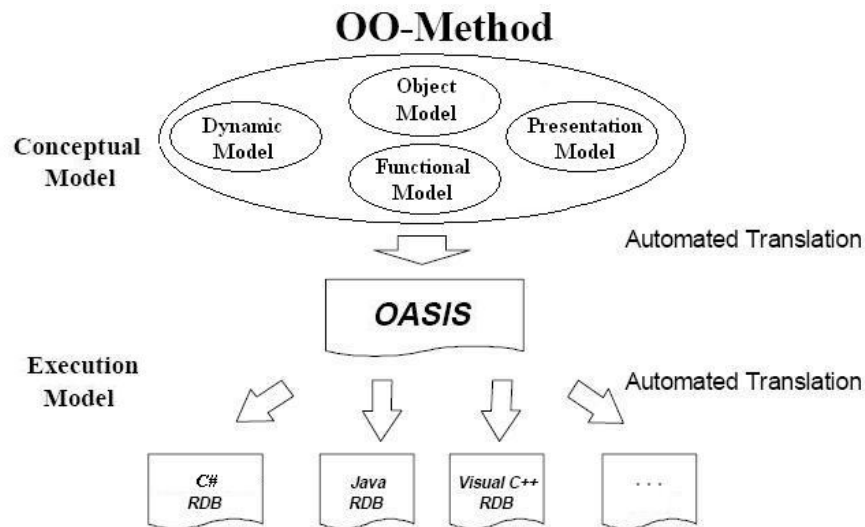 OO-Method
Object
Model
Dynamic
Model
Presentation
Model
Functional
Model
Conceptual
Model
Automated Translation
OASIS
Execution
Model
Automated Translation
C#
RDB
Java
RDB
Visual C++
RDB
. . .